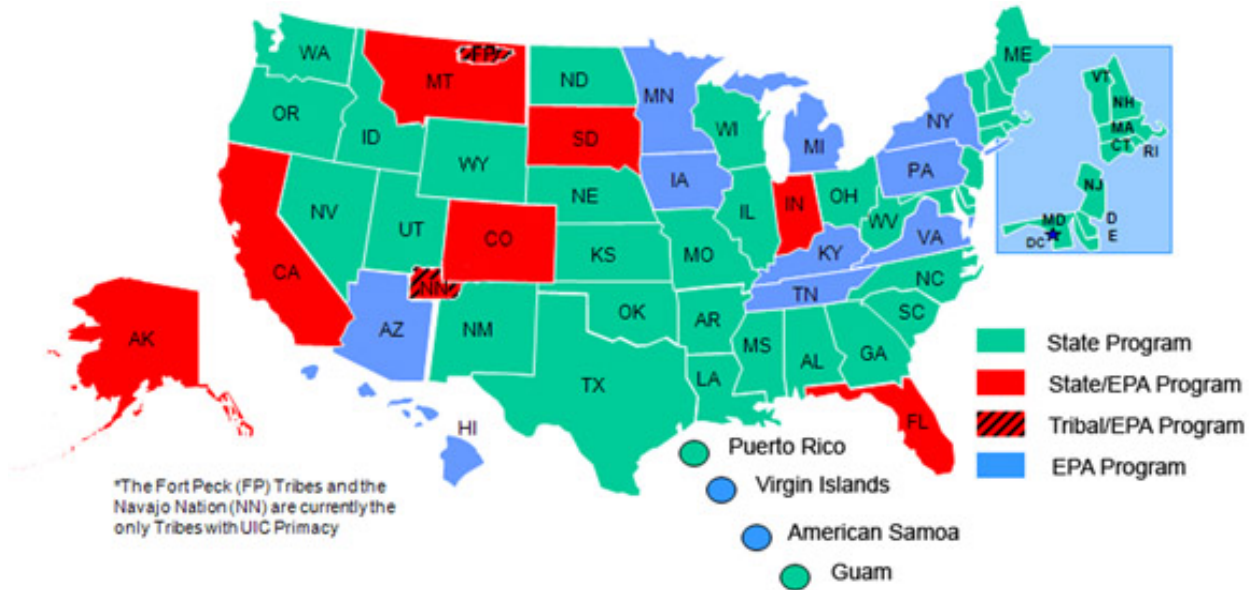 WA
MT
FP
ND
MN
ME
VT
NH
MA
CT
RI
OR
ID
WY
SD
WI
MI
NY
PA
NJ
NV
UT
NE
IA
IL
IN
OH
WV
VA
MD
D
E
DC
CA
CO
KS
MO
KY
AK
AZ
NN
NM
OK
AR
TN
NC
SC
TX
LA
MS
AL
GA
FL
HI
State Program
State/EPA Program
Tribal/EPA Program
EPA Program
Puerto Rico
Virgin Islands
American Samoa
Guam
*The Fort Peck (FP) Tribes and the
Navajo Nation (NN) are currently the
only Tribes with UIC Primacy